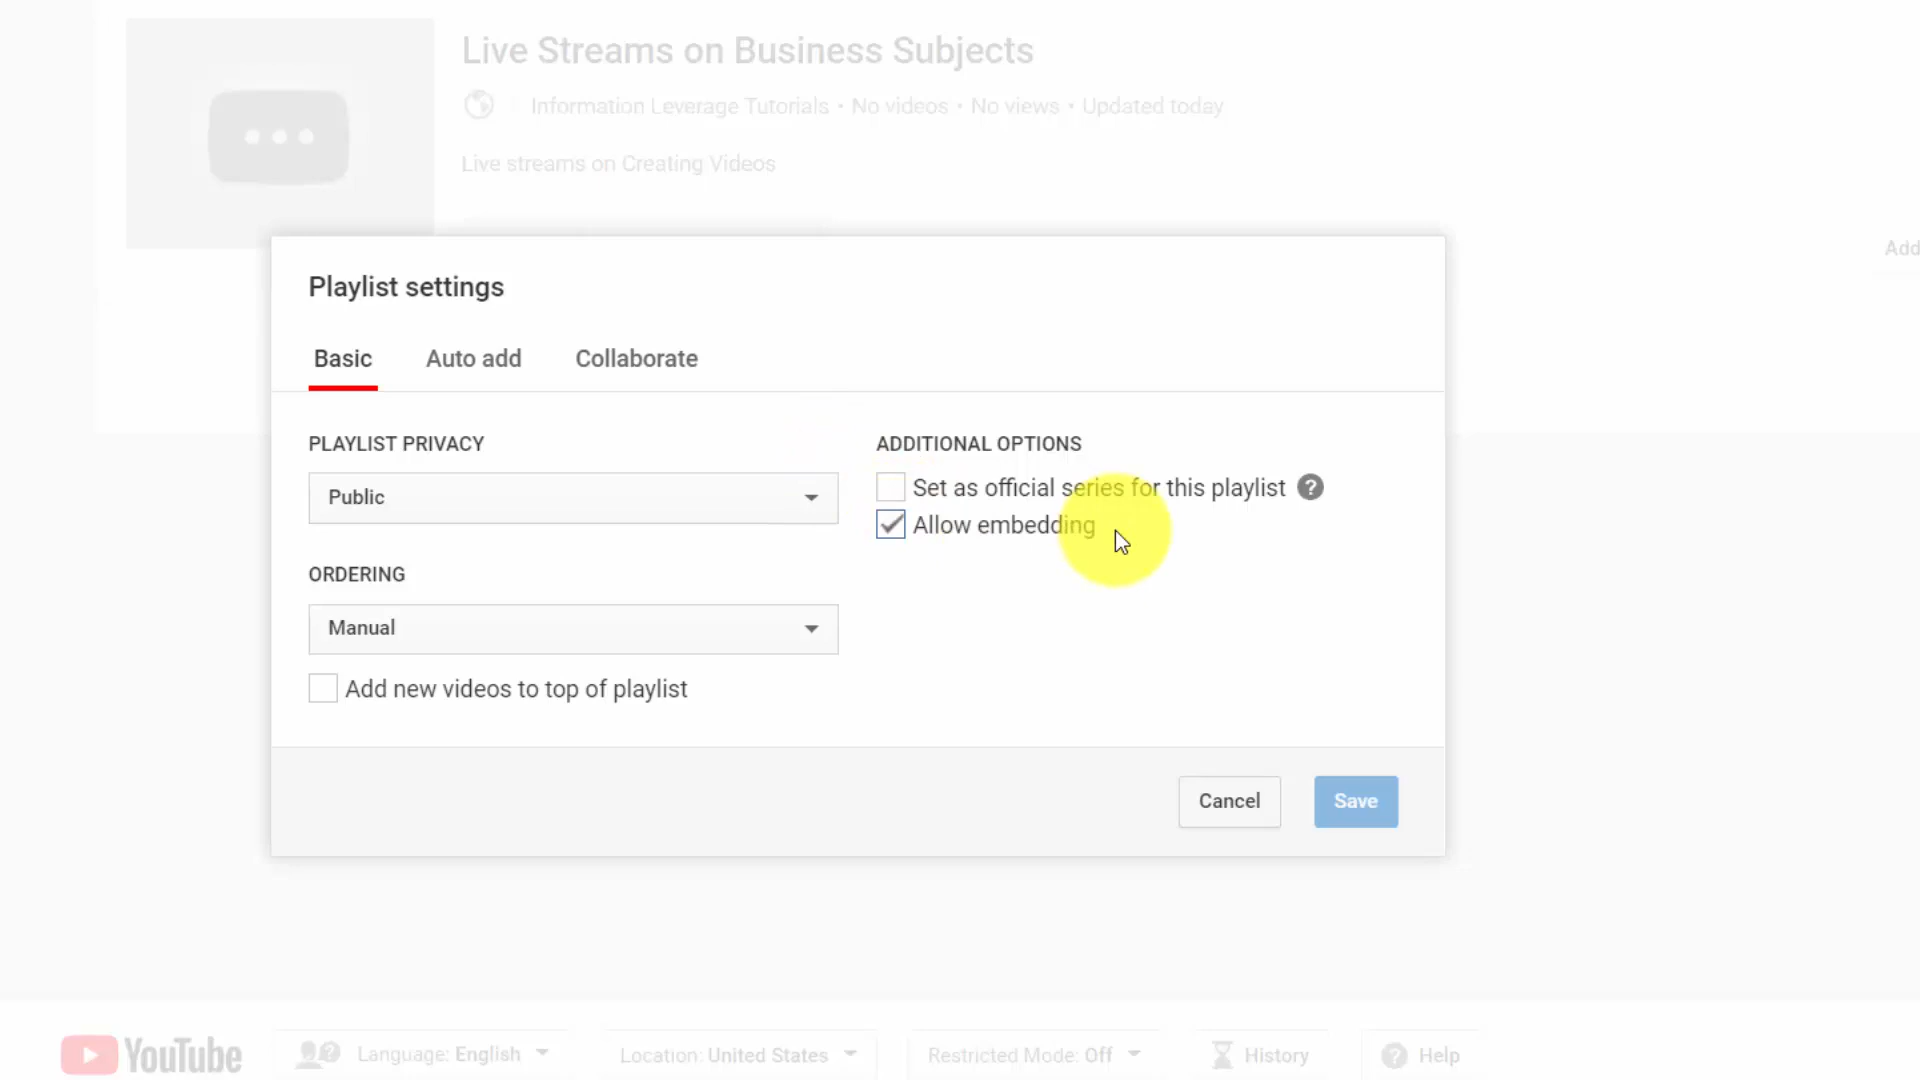 Live Streams on Business Subjects
Information Leverage Tutorials • No videos • No views • Updated today
Live streams on Creating Videos
Add
Playlist settings
Basic Auto add Collaborate
PLAYLIST PRIVACY
Public
ORDERING
Manual
Add new videos to top of playlist
ADDITIONAL OPTIONS
Set as official series for this playlist ?
Allow embedding
Cancel Save
YouTube Language: English Location: United States Restricted Mode: Off History ? Help